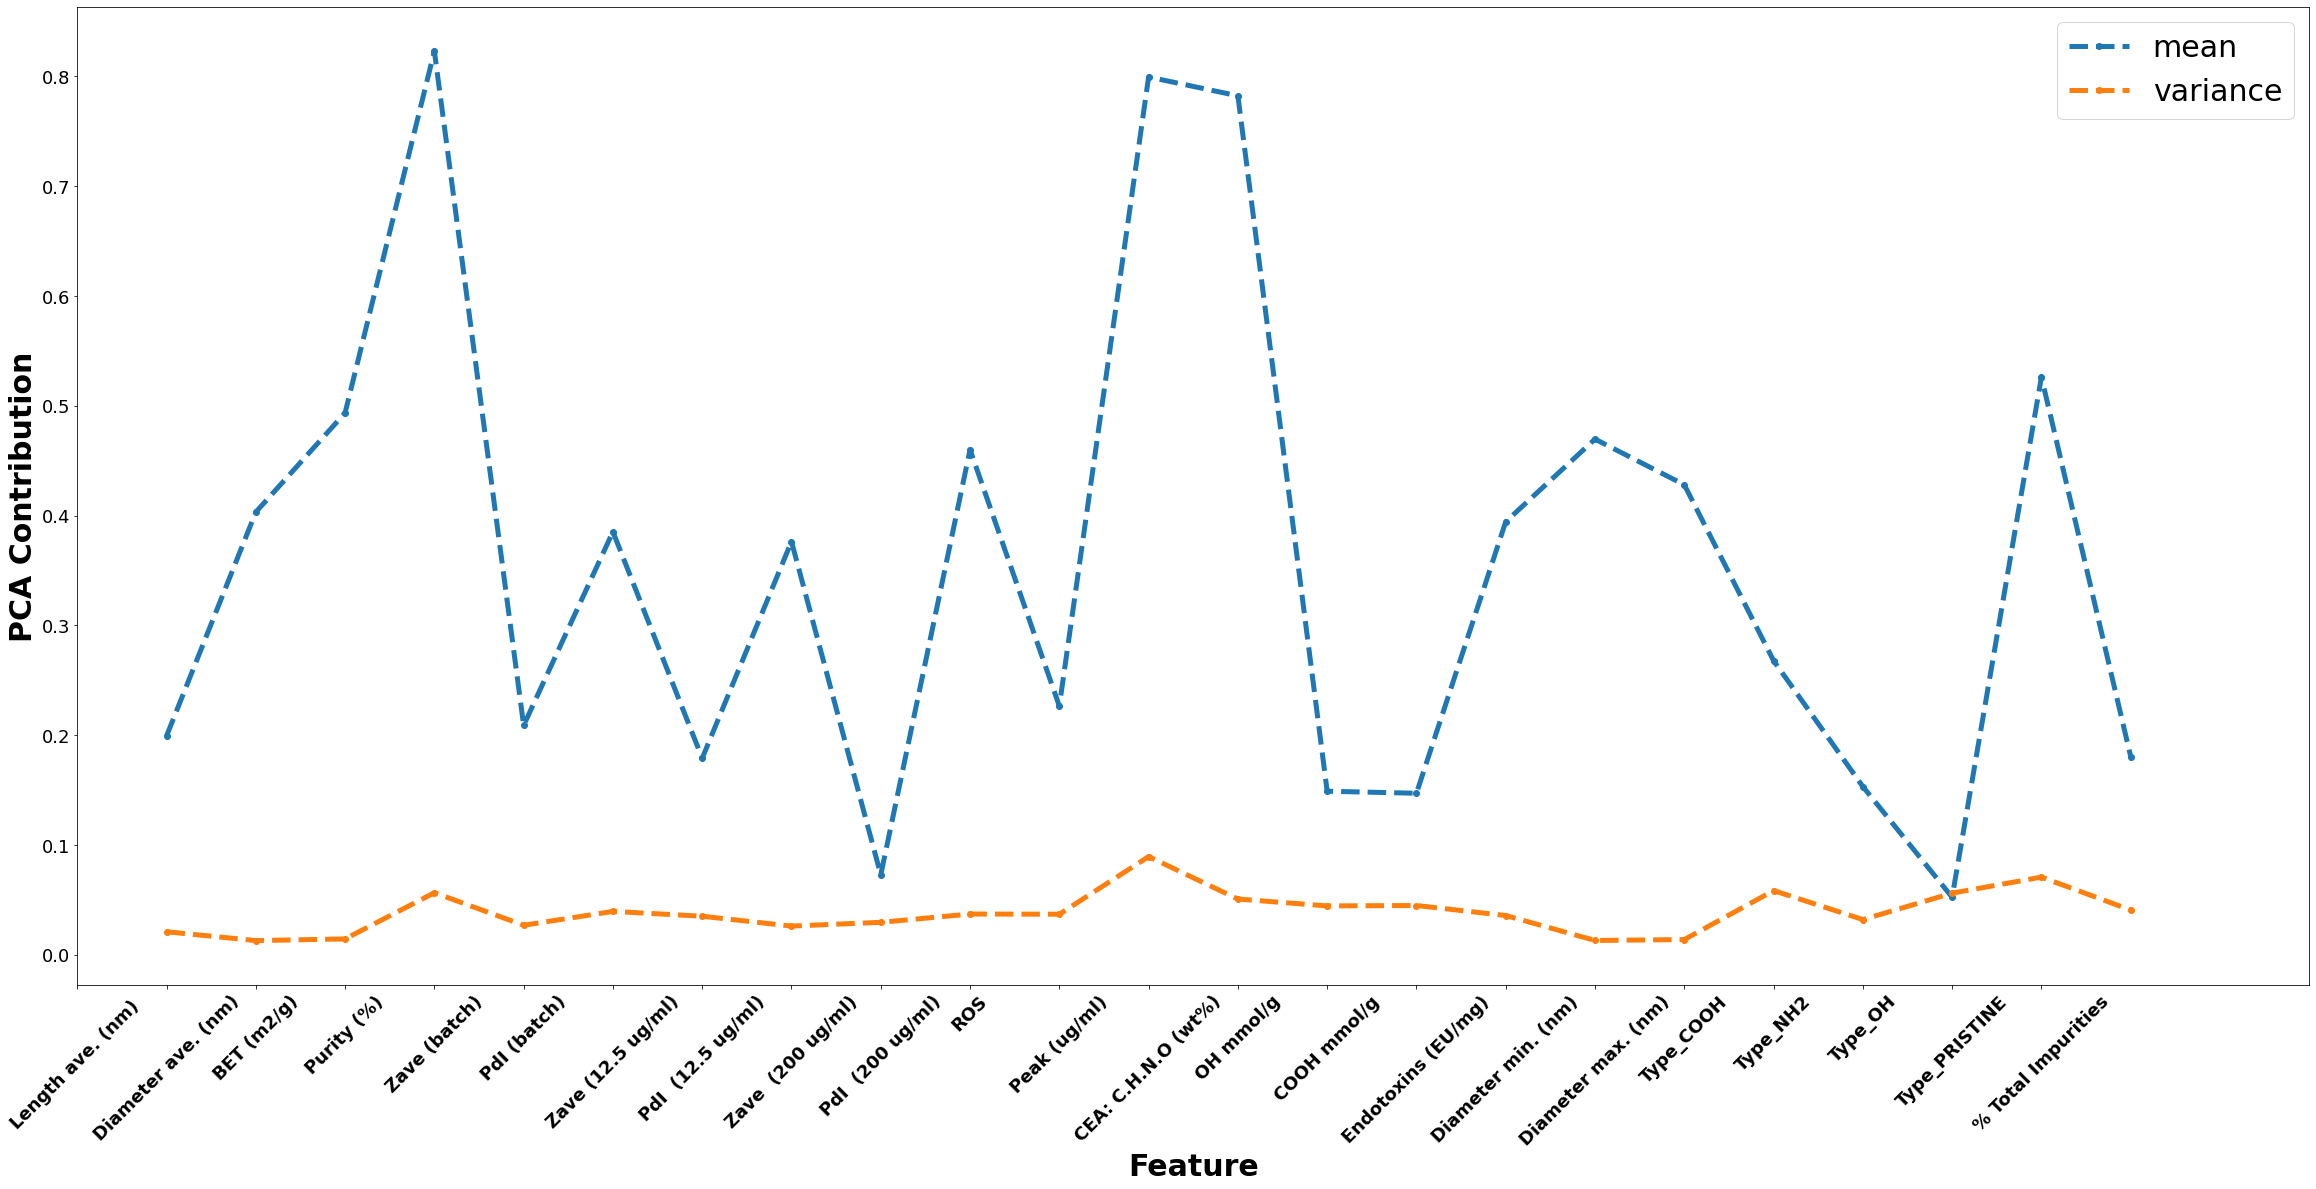 mean
variance
PCA Contribution
0.8
0.7
0.6
0.5
0.4
0.3
0.2
0.1
0.0
Length ave. (nm)
Diameter ave. (nm)
BET (m2/g)
Purity (%)
Zave (batch)
PdI (batch)
Zave (12.5 ug/ml)
PdI  (12.5 ug/ml)
Zave  (200 ug/ml)
PdI  (200 ug/ml)
ROS
Peak (ug/ml)
CEA: C.H.N.O (wt%)
OH mmol/g
COOH mmol/g
Endotoxins (EU/mg)
Diameter min. (nm)
Diameter max. (nm)
Type_COOH
Type_NH2
Type_OH
Type_PRISTINE
% Total Impurities
Feature